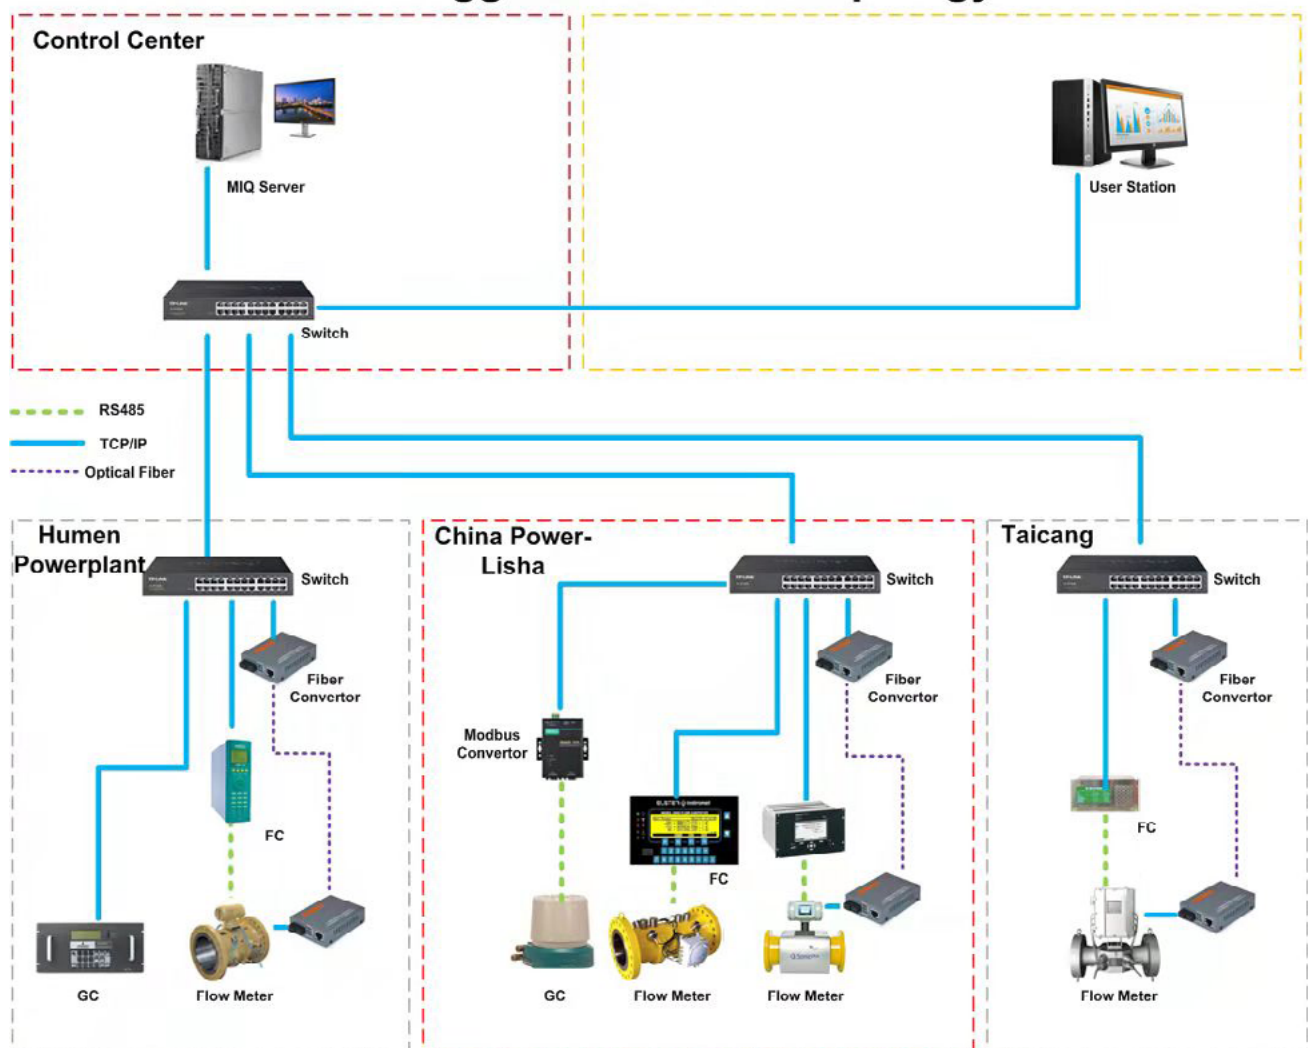 Control Center
MIQ Server
User Station
Switch
RS485
TCP/IP
Optical Fiber
Humen
Powerplant
Switch
Fiber
Convertor
FC
GC
Flow Meter
China Power-
Lisha
Switch
Fiber
Convertor
Modbus
Convertor
FC
GC
Flow Meter
Flow Meter
Taicang
Switch
Fiber
Convertor
FC
Flow Meter